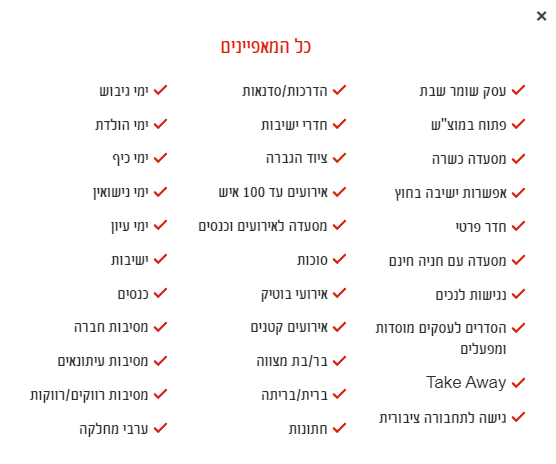 ×
כל המאפיינים
עסק שומר שבת
פתוח במוצ"ש
מסעדה כשרה
אפשרות ישיבה בחוץ
חדר פרטי
מסעדה עם חניה חינם
נגישות לנכים
הסדרים לעסקים מוסדות
ומפעלים
Take Away
גישה לתחבורה ציבורית
הדרכות/סדנאות
חדרי ישיבות
ציוד הגברה
אירועים עד 100 איש
מסעדה לאירועים וכנסים
סוכות
אירועי בוטיק
אירועים קטנים
בר/בת מצווה
ברית/בריתה
חתונות
ימי גיבוש
ימי הולדת
ימי כיף
ימי נישואין
ימי עיון
ישיבות
כנסים
מסיבות חברה
מסיבות עיתונאים
מסיבות רווקים/רווקות
ערבי מחלקה